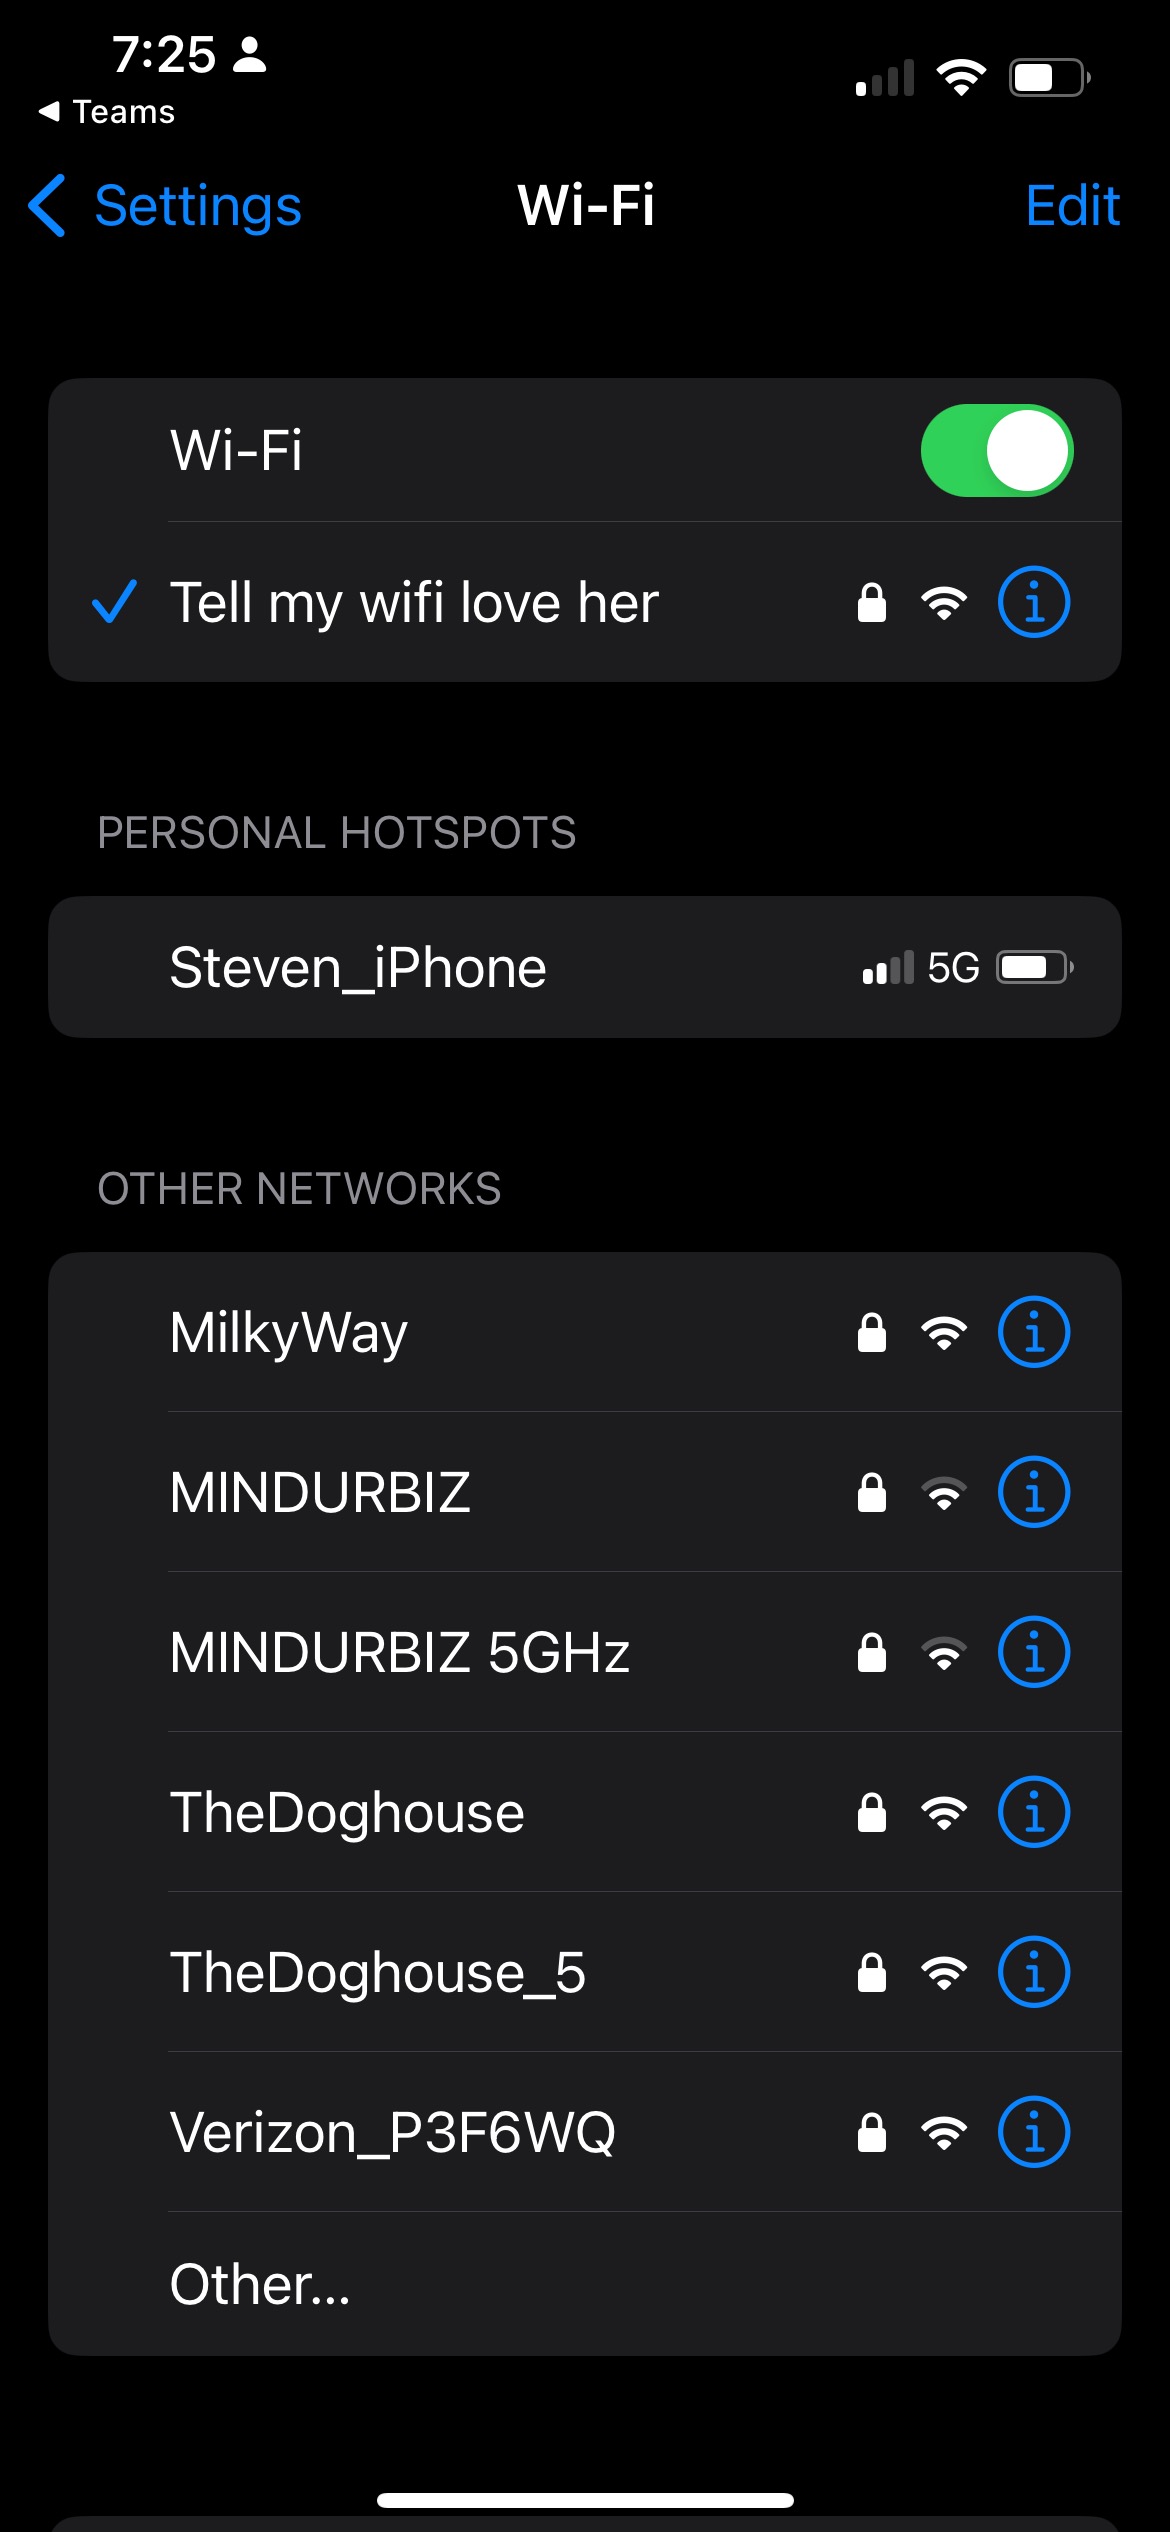 7:25
Teams
Settings
Wi-Fi
Edit
Wi-Fi
Tell my wifi love her
PERSONAL HOTSPOTS
Steven_iPhone
5G
OTHER NETWORKS
MilkyWay
MINDURBIZ
MINDURBIZ 5GHz
TheDoghouse
TheDoghouse_5
Verizon_P3F6WQ
Other...